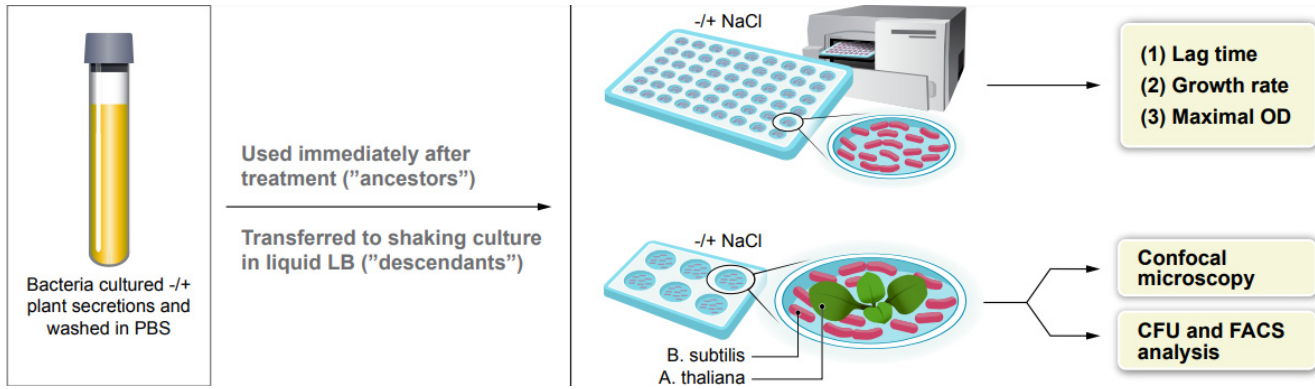 Bacteria cultured -/+
plant secretions and
washed in PBS
Used immediately after
treatment ("ancestors")
Transferred to shaking culture
in liquid LB ("descendants")
-/+ NaCl
(1) Lag time
(2) Growth rate
(3) Maximal OD
-/+ NaCl
B. subtilis
A. thaliana
Confocal
microscopy
CFU and FACS
analysis